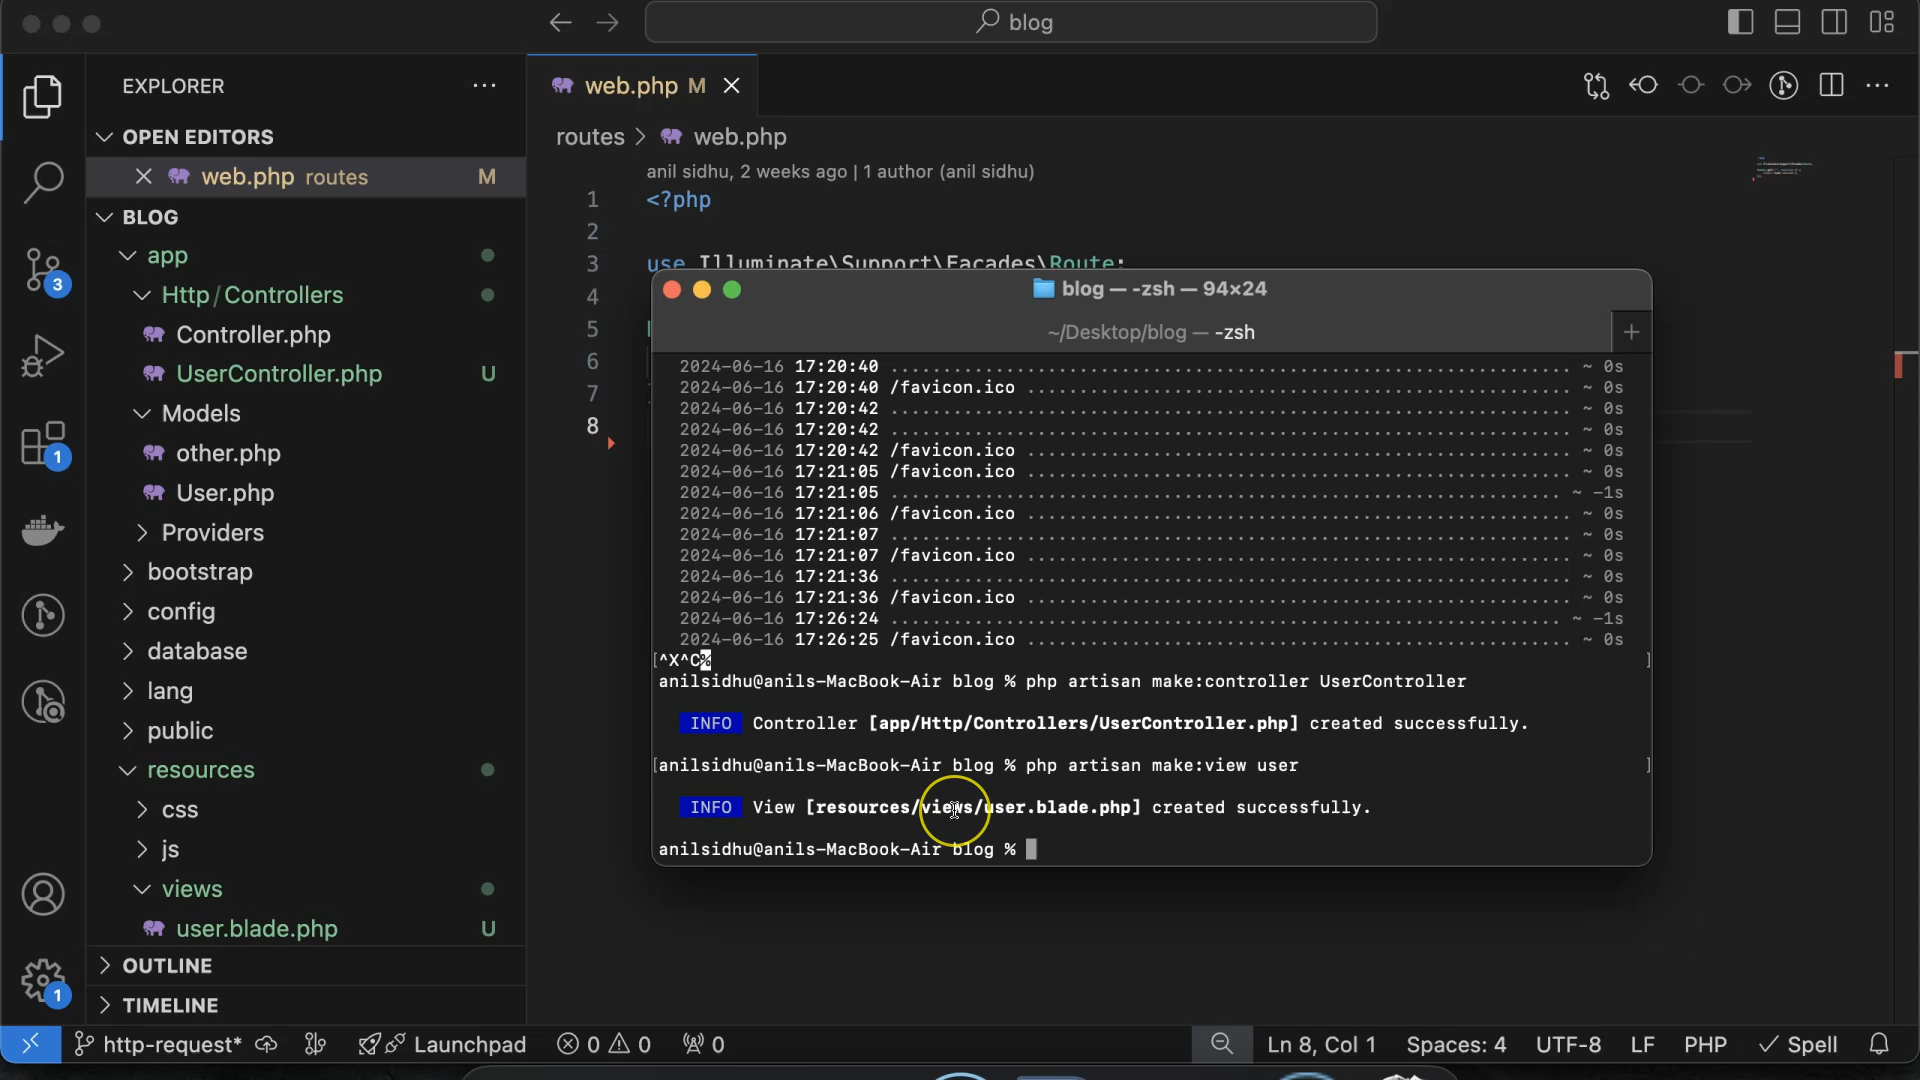 blog
EXPLORER
OPEN EDITORS
web.php routes M
BLOG
app
Http/Controllers
Controller.php
UserController.php U
Models
other.php
User.php
Providers
bootstrap
config
database
lang
public
resources
css
js
views
user.blade.php U
OUTLINE
TIMELINE
3
1
1
web.php M
routes > web.php
anil sidhu, 2 weeks ago | 1 author (anil sidhu)
1 <?php
2
3 use Illuminate\Support\Facades\Route;
4
5
6
7
8
blog — -zsh — 94×24
~/Desktop/blog — -zsh
2024-06-16 17:20:40 ................................................................. ~ 0s
2024-06-16 17:20:40 /favicon.ico .................................................... ~ 0s
2024-06-16 17:20:42 ................................................................. ~ 0s
2024-06-16 17:20:42 ................................................................. ~ 0s
2024-06-16 17:20:42 /favicon.ico .................................................... ~ 0s
2024-06-16 17:21:05 /favicon.ico .................................................... ~ 0s
2024-06-16 17:21:05 ................................................................ ~ -1s
2024-06-16 17:21:06 /favicon.ico .................................................... ~ 0s
2024-06-16 17:21:07 ................................................................. ~ 0s
2024-06-16 17:21:07 /favicon.ico .................................................... ~ 0s
2024-06-16 17:21:36 ................................................................. ~ 0s
2024-06-16 17:21:36 /favicon.ico .................................................... ~ 0s
2024-06-16 17:26:24 ................................................................ ~ -1s
2024-06-16 17:26:25 /favicon.ico .................................................... ~ 0s
[^X^C% ]
anilsidhu@anils-MacBook-Air blog % php artisan make:controller UserController
INFO Controller [app/Http/Controllers/UserController.php] created successfully.
[anilsidhu@anils-MacBook-Air blog % php artisan make:view user ]
INFO View [resources/views/user.blade.php] created successfully.
anilsidhu@anils-MacBook-Air blog %
http-request* Launchpad 0 0 0 Ln 8, Col 1 Spaces: 4 UTF-8 LF PHP Spell